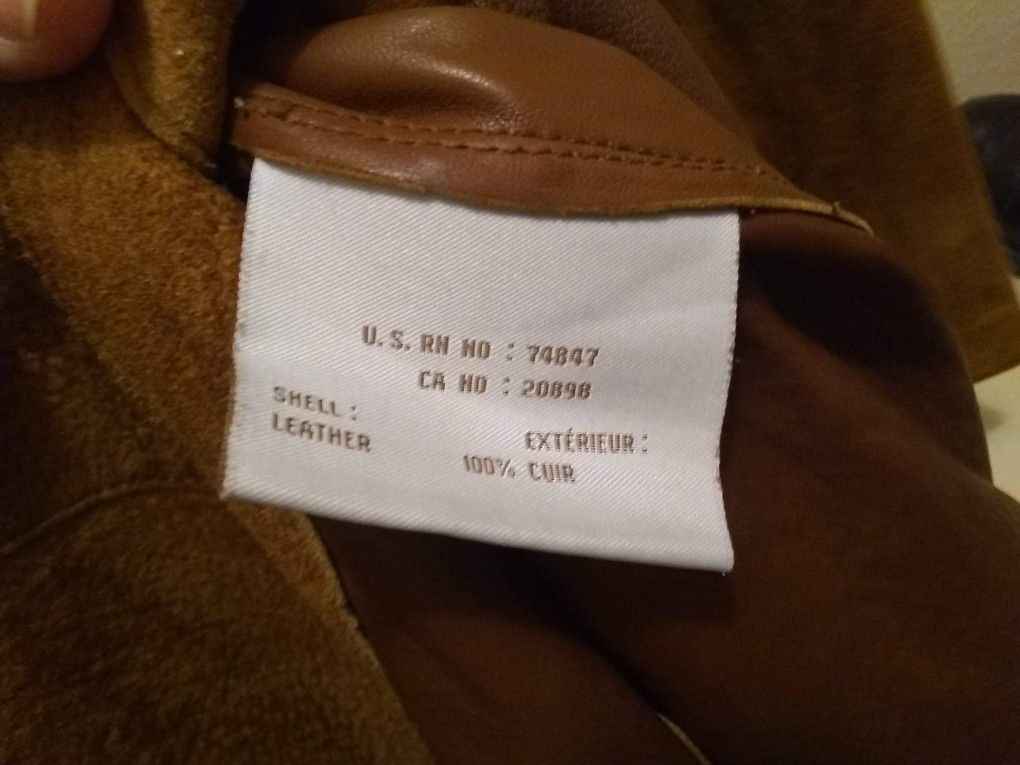 U.S. RN NO : 74847
CA NO : 20898
SHELL :
LEATHER
EXTÉRIEUR :
100% CUIR